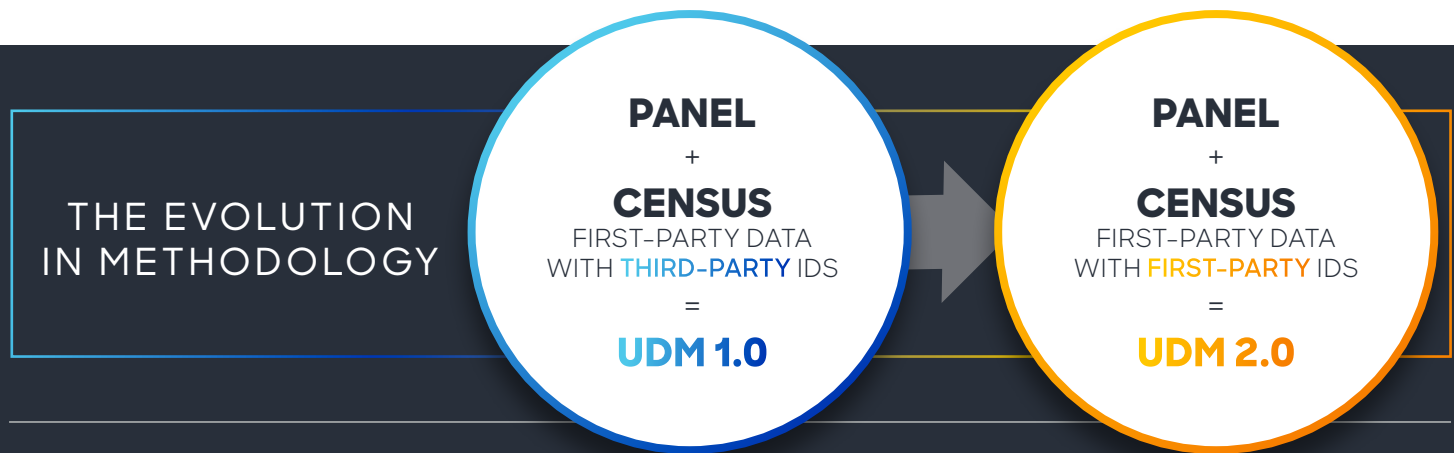 THE EVOLUTION
IN METHODOLOGY
PANEL
+
CENSUS
FIRST-PARTY DATA
WITH THIRD-PARTY IDS
=
UDM 1.0
PANEL
+
CENSUS
FIRST-PARTY DATA
WITH FIRST-PARTY IDS
=
UDM 2.0